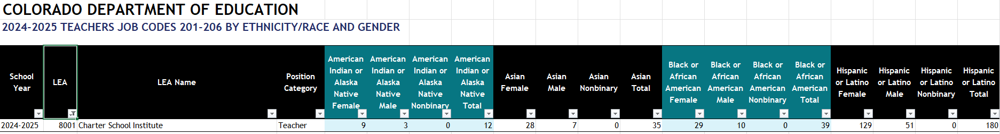 COLORADO DEPARTMENT OF EDUCATION
2024-2025 TEACHERS JOB CODES 201-206 BY ETHNICITY/RACE AND GENDER
School Year LEA LEA Name Position Category American Indian or Alaska Native Female American Indian or Alaska Native Male American Indian or Alaska Native Nonbinary American Indian or Alaska Native Total Asian Female Asian Male Asian Nonbinary Asian Total Black or African American Female Black or African American Male Black or African American Nonbinary Black or African American Total Hispanic or Latino Female Hispanic or Latino Male Hispanic or Latino Nonbinary Hispanic or Latino Total
2024-2025 8001 Charter School Institute Teacher 9 3 0 12 28 7 0 35 29 10 0 39 129 51 0 180